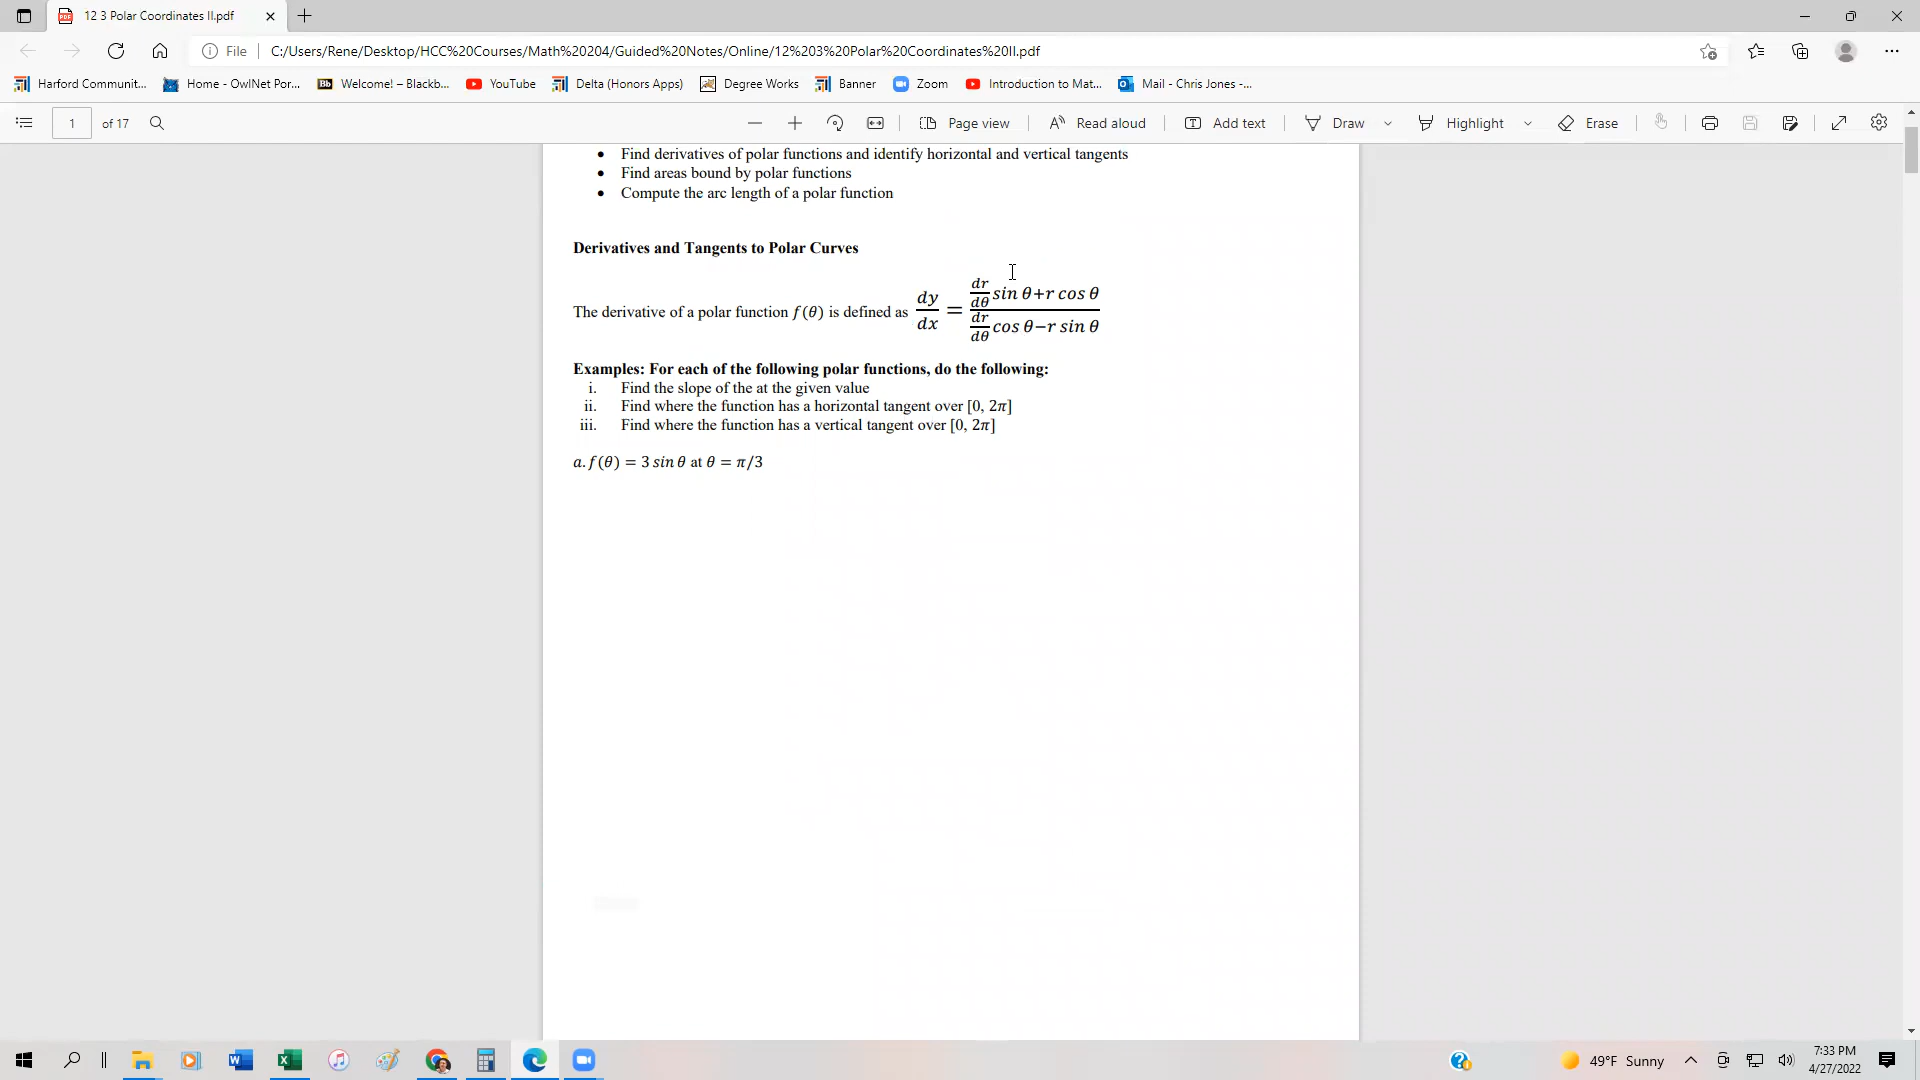 12 3 Polar Coordinates II.pdf
File C:/Users/Rene/Desktop/HCC%20Courses/Math%20204/Guided%20Notes/Online/12%203%20Polar%20Coordinates%20II.pdf
Harford Communit... Home - OwlNet Por... Bb Welcome! – Blackb... YouTube Delta (Honors Apps) Degree Works Banner Zoom Introduction to Mat... Mail - Chris Jones -...
1 of 17 Page view Read aloud Add text Draw Highlight Erase
• Find derivatives of polar functions and identify horizontal and vertical tangents
• Find areas bound by polar functions
• Compute the arc length of a polar function
Derivatives and Tangents to Polar Curves
The derivative of a polar function f(θ) is defined as dy/dx = (dr/dθ sin θ+r cos θ)/(dr/dθ cos θ−r sin θ)
Examples: For each of the following polar functions, do the following:
i. Find the slope of the at the given value
ii. Find where the function has a horizontal tangent over [0, 2π]
iii. Find where the function has a vertical tangent over [0, 2π]
a. f(θ) = 3 sin θ at θ = π/3
49°F Sunny
7:33 PM
4/27/2022